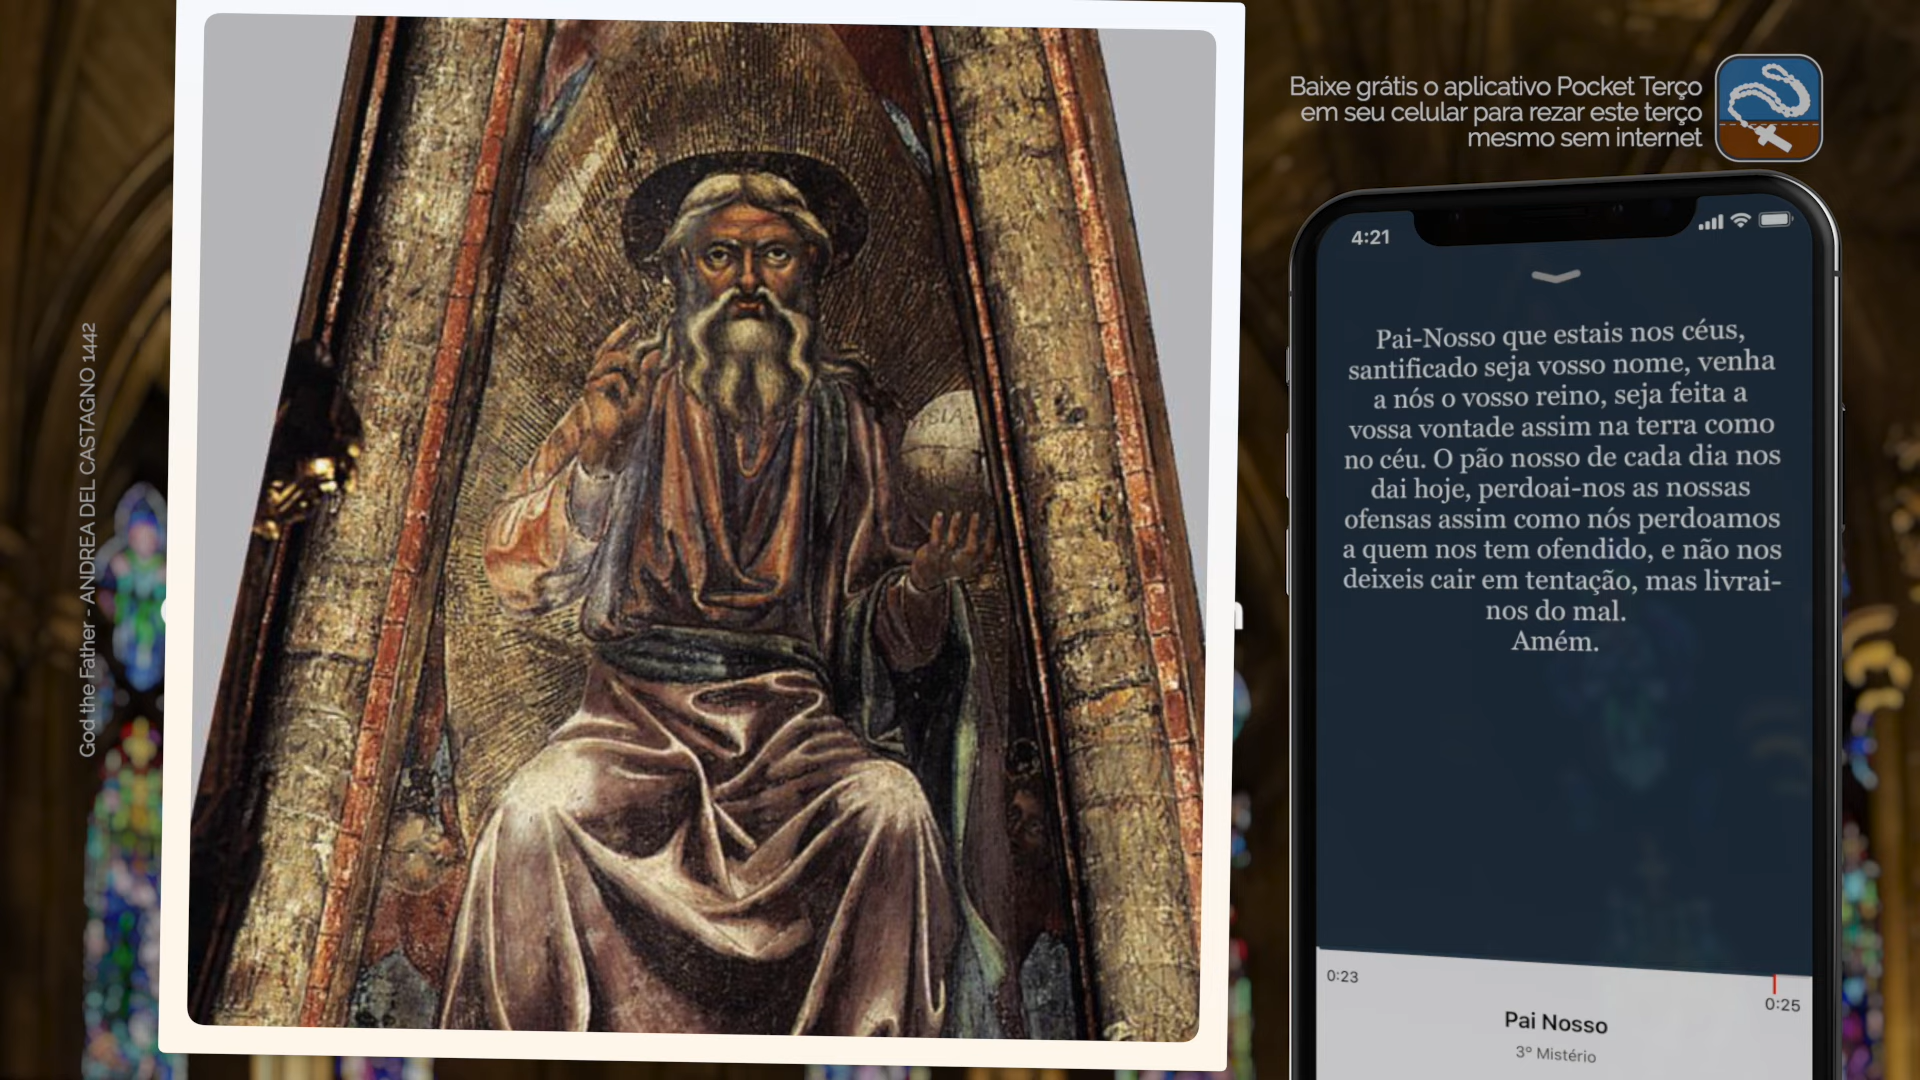 God the Father - ANDREA DEL CASTAGNO 1442
Baixe grátis o aplicativo Pocket Terço
em seu celular para rezar este terço
mesmo sem internet
4:21
Pai-Nosso que estais nos céus,
santificado seja vosso nome, venha
a nós o vosso reino, seja feita a
vossa vontade assim na terra como
no céu. O pão nosso de cada dia nos
dai hoje, perdoai-nos as nossas
ofensas assim como nós perdoamos
a quem nos tem ofendido, e não nos
deixeis cair em tentação, mas livrai-
nos do mal.
Amém.
0:23
0:25
Pai Nosso
3º Mistério